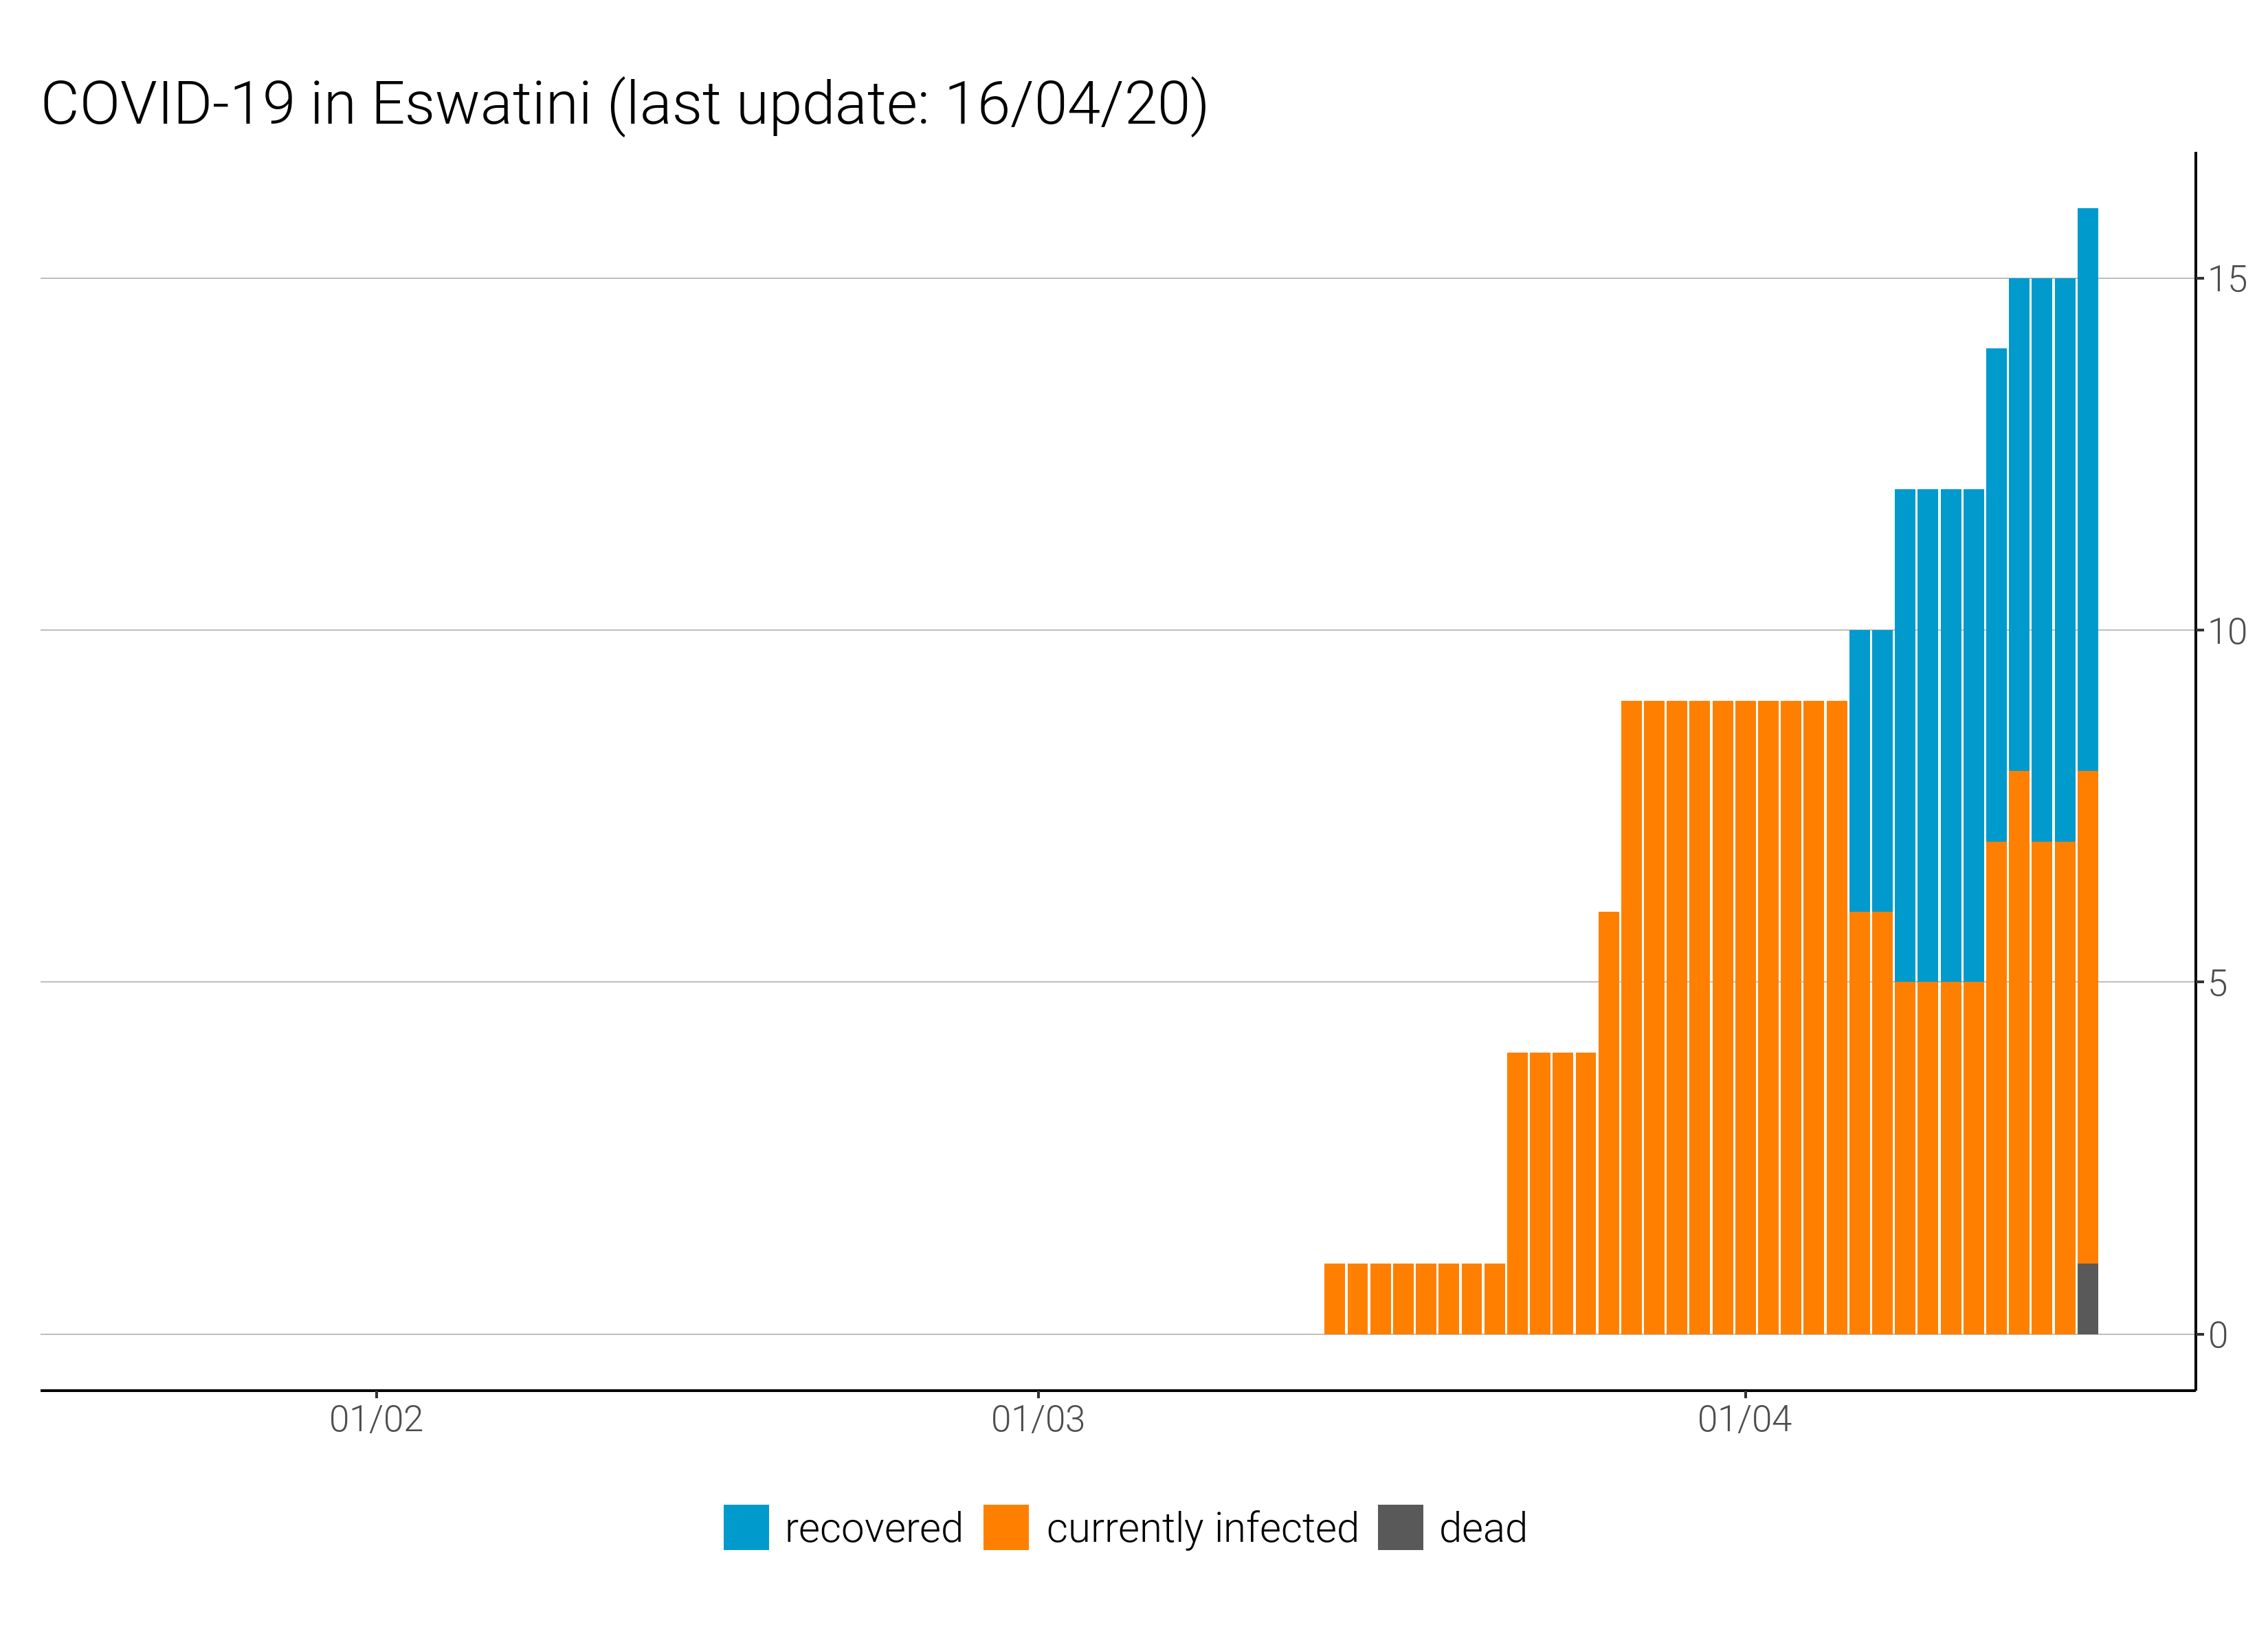 COVID-19 in Eswatini (last update: 16/04/20)
15
10
5
0
01/02 01/03 01/04
recovered currently infected dead